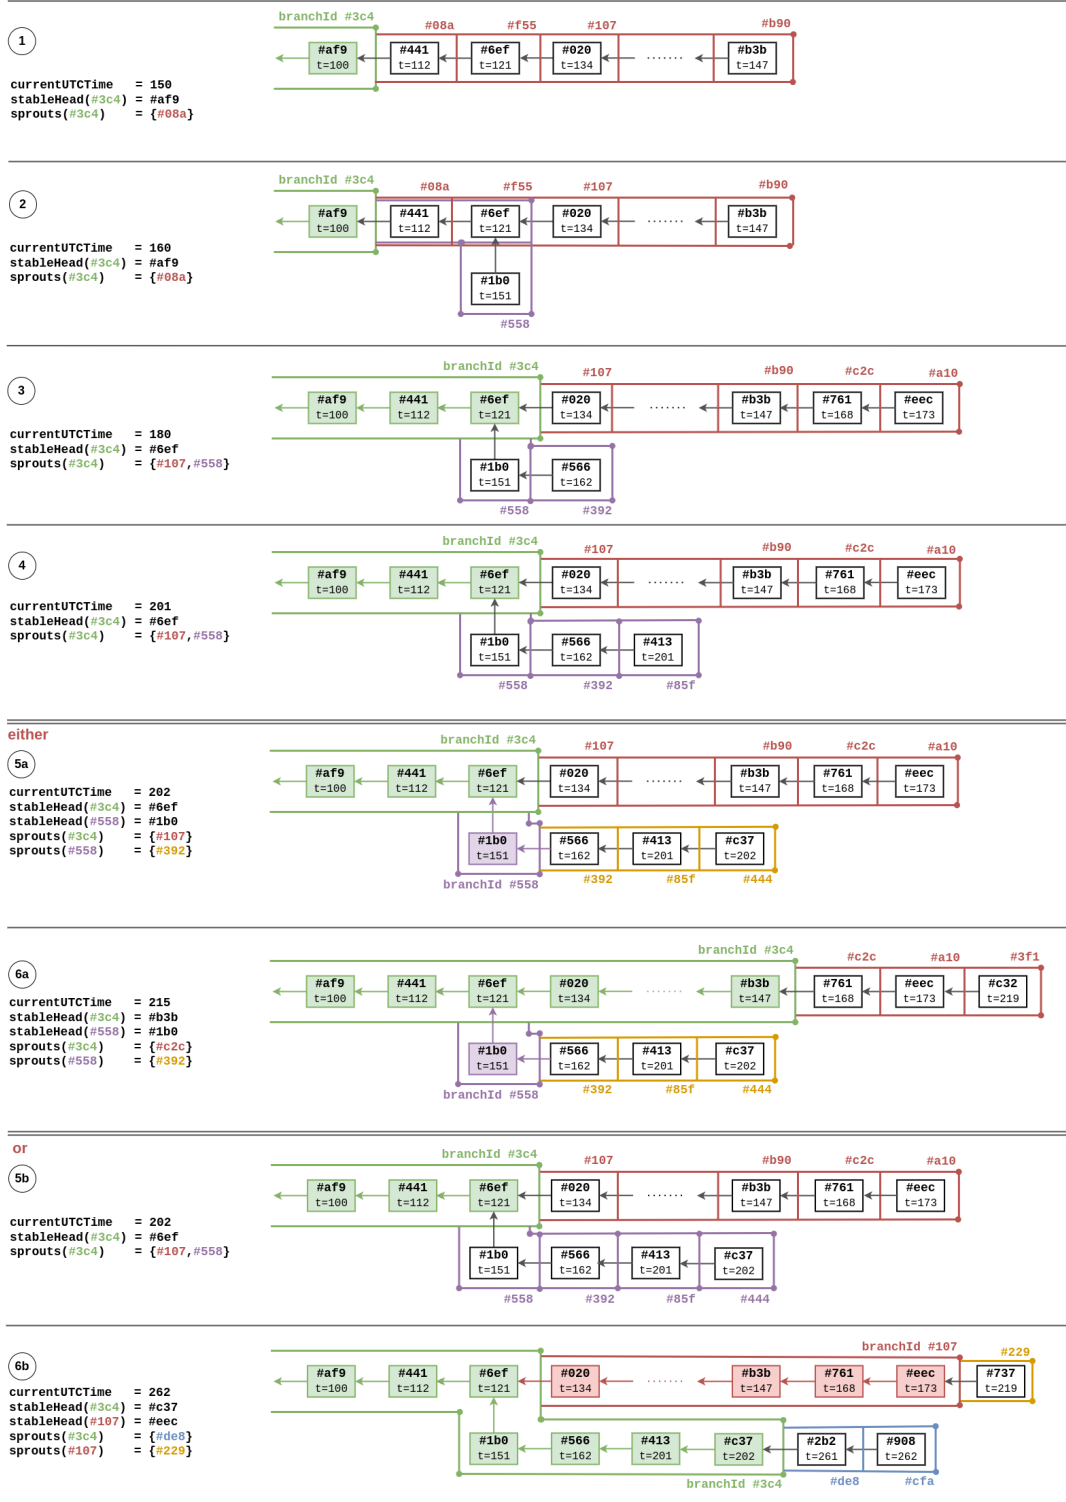 branchId #3c4
#08a #f55 #107 #b90
1
#af9 #441 #6ef #020 ....... #b3b
t=100 t=112 t=121 t=134 t=147
currentUTCTime = 150
stableHead(#3c4) = #af9
sprouts(#3c4) = {#08a}
branchId #3c4 #08a #f55 #107 #b90
2
#af9 #441 #6ef #020 ....... #b3b
t=100 t=112 t=121 t=134 t=147
currentUTCTime = 160
stableHead(#3c4) = #af9
sprouts(#3c4) = {#08a}
#1b0
t=151
#558
branchId #3c4 #107 #b90 #c2c #a10
3
#af9 #441 #6ef #020 ....... #b3b #761 #eec
t=100 t=112 t=121 t=134 t=147 t=168 t=173
currentUTCTime = 180
stableHead(#3c4) = #6ef
sprouts(#3c4) = {#107,#558}
#1b0 #566
t=151 t=162
#558 #392
branchId #3c4 #107 #b90 #c2c #a10
4
#af9 #441 #6ef #020 ....... #b3b #761 #eec
t=100 t=112 t=121 t=134 t=147 t=168 t=173
currentUTCTime = 201
stableHead(#3c4) = #6ef
sprouts(#3c4) = {#107,#558}
#1b0 #566 #413
t=151 t=162 t=201
#558 #392 #85f
either
branchId #3c4 #107 #b90 #c2c #a10
5a
#af9 #441 #6ef #020 ....... #b3b #761 #eec
t=100 t=112 t=121 t=134 t=147 t=168 t=173
currentUTCTime = 202
stableHead(#3c4) = #6ef
stableHead(#558) = #1b0
sprouts(#3c4) = {#107}
sprouts(#558) = {#392}
#1b0 #566 #413 #c37
t=151 t=162 t=201 t=202
branchId #558 #392 #85f #444
branchId #3c4 #c2c #a10 #3f1
6a
#af9 #441 #6ef #020 ....... #b3b #761 #eec #c32
t=100 t=112 t=121 t=134 t=147 t=168 t=173 t=219
currentUTCTime = 215
stableHead(#3c4) = #b3b
stableHead(#558) = #1b0
sprouts(#3c4) = {#c2c}
sprouts(#558) = {#392}
#1b0 #566 #413 #c37
t=151 t=162 t=201 t=202
branchId #558 #392 #85f #444
or
branchId #3c4 #107 #b90 #c2c #a10
5b
#af9 #441 #6ef #020 ....... #b3b #761 #eec
t=100 t=112 t=121 t=134 t=147 t=168 t=173
currentUTCTime = 202
stableHead(#3c4) = #6ef
sprouts(#3c4) = {#107,#558}
#1b0 #566 #413 #c37
t=151 t=162 t=201 t=202
#558 #392 #85f #444
branchId #107 #229
6b
#af9 #441 #6ef #020 ....... #b3b #761 #eec #737
t=100 t=112 t=121 t=134 t=147 t=168 t=173 t=219
currentUTCTime = 262
stableHead(#3c4) = #c37
stableHead(#107) = #eec
sprouts(#3c4) = {#de8}
sprouts(#107) = {#229}
#1b0 #566 #413 #c37 #2b2 #908
t=151 t=162 t=201 t=202 t=261 t=262
branchId #3c4 #de8 #cfa